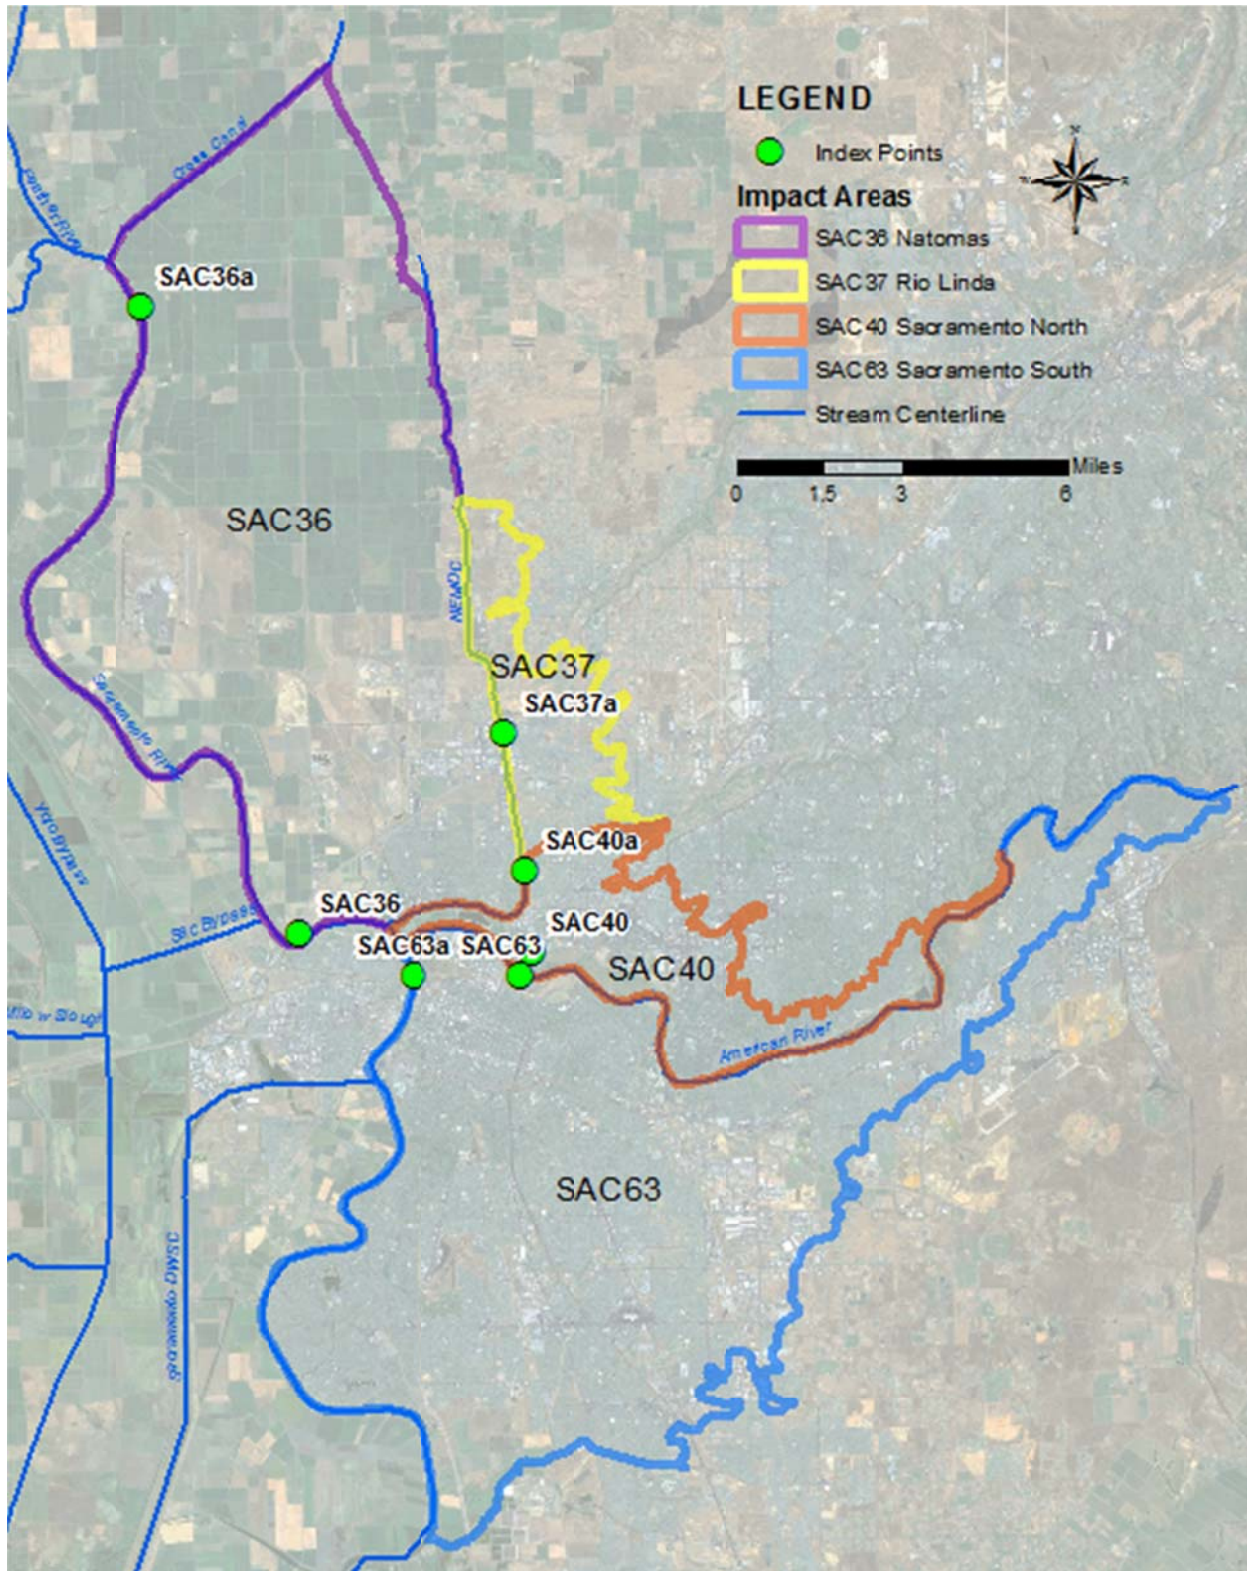 LEGEND
Index Points
Impact Areas
SAC36 Natomas
SAC37 Rio Linda
SAC40 Sacramento North
SAC63 Sacramento South
Stream Centerline
Miles
0 1.5 3 6
N
Cross Canal
Feather River
SAC36a
SAC36
NEMDC
SAC37
SAC37a
Sacramento River
Yolo Bypass
SAC40a
SAC36
Sac Bypass
SAC40
SAC63a SAC63
SAC40
Slough
American River
SAC63
Sacramento DWSC